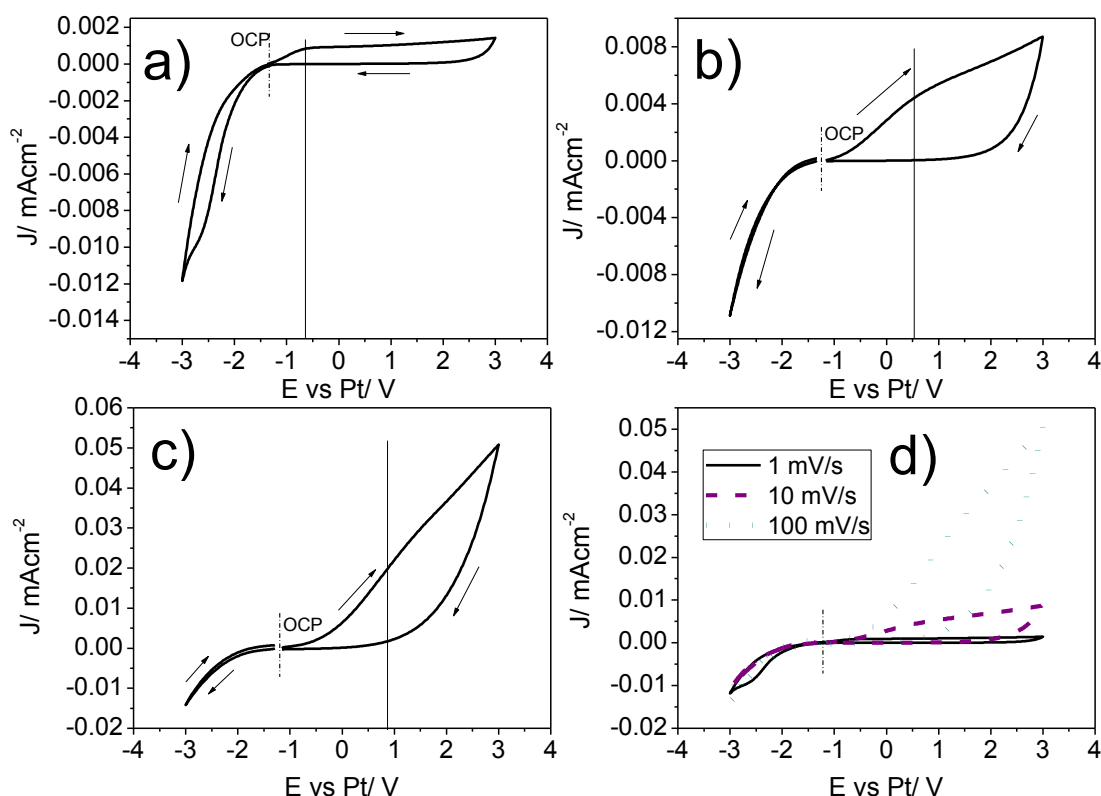 a)
OCP
0.002
0.000
-0.002
-0.004
-0.006
-0.008
-0.010
-0.012
-0.014
J/ mAcm-2
-4 -3 -2 -1 0 1 2 3 4
E vs Pt/ V
b)
OCP
0.008
0.004
0.000
-0.004
-0.008
-0.012
J/ mAcm-2
-4 -3 -2 -1 0 1 2 3 4
E vs Pt/ V
c)
OCP
0.06
0.05
0.04
0.03
0.02
0.01
0.00
-0.01
-0.02
J/ mAcm-2
-4 -3 -2 -1 0 1 2 3 4
E vs Pt/ V
d)
1 mV/s
10 mV/s
100 mV/s
0.05
0.04
0.03
0.02
0.01
0.00
-0.01
-0.02
J/ mAcm-2
-4 -3 -2 -1 0 1 2 3 4
E vs Pt/ V